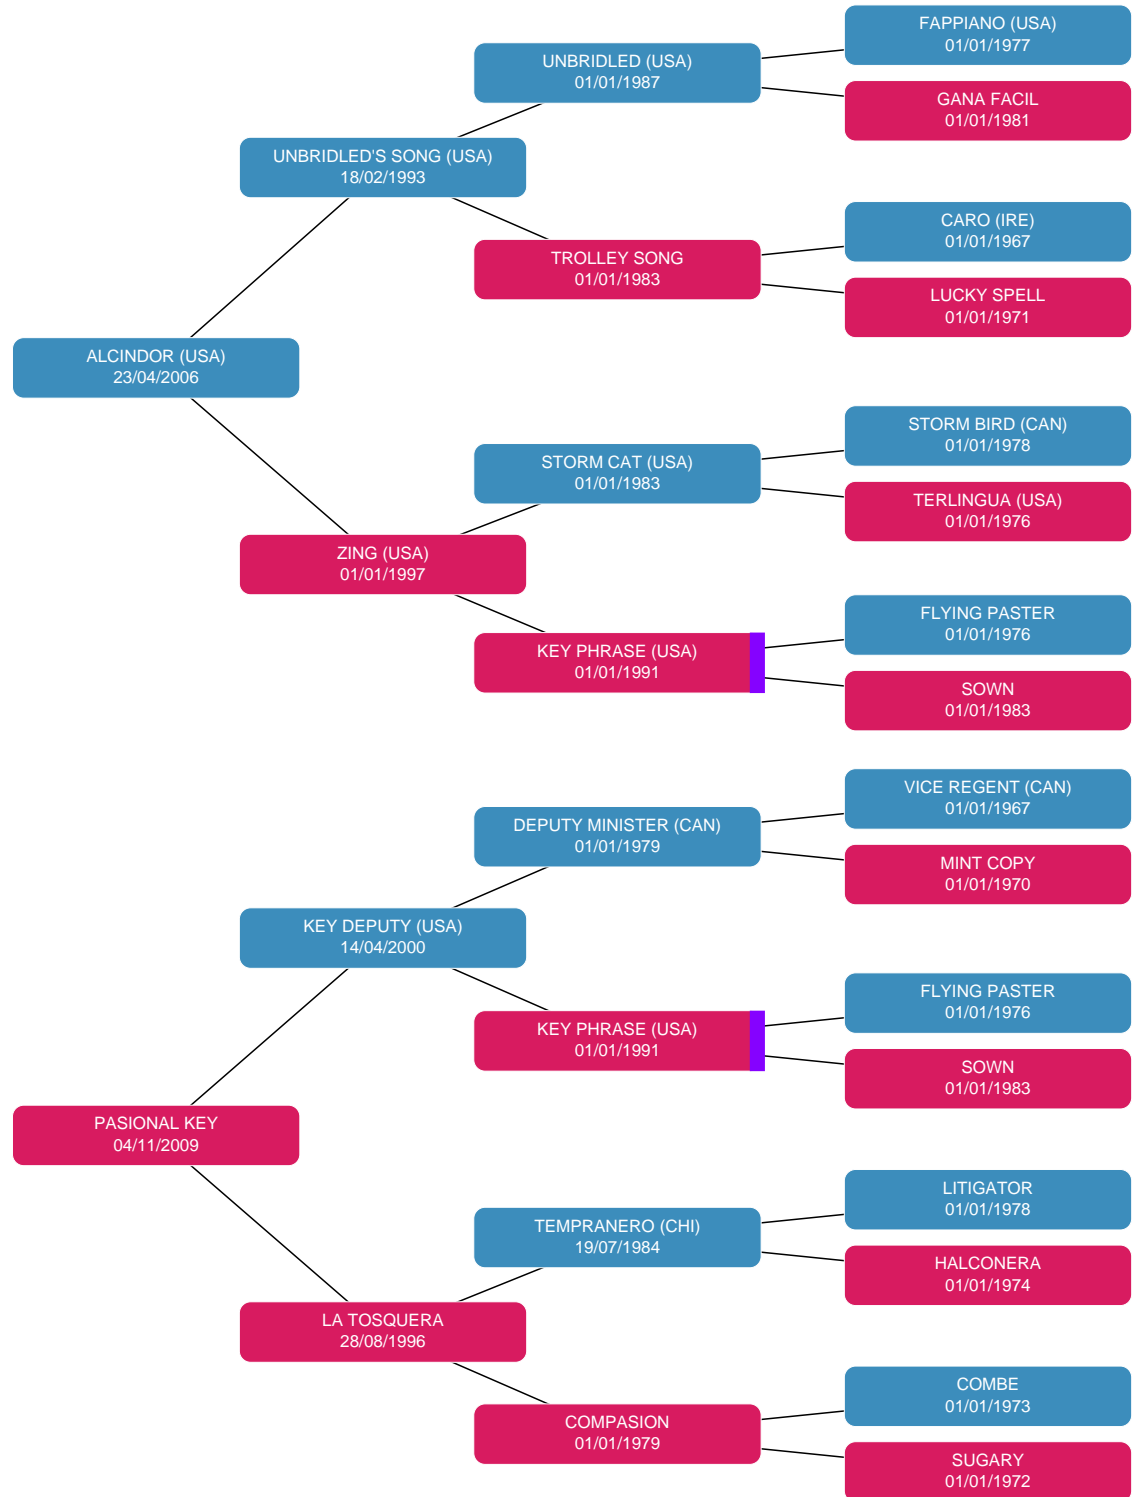 FAPPIANO (USA)
01/01/1977
UNBRIDLED (USA)
01/01/1987
GANA FACIL
01/01/1981
UNBRIDLED'S SONG (USA)
18/02/1993
CARO (IRE)
01/01/1967
TROLLEY SONG
01/01/1983
LUCKY SPELL
01/01/1971
ALCINDOR (USA)
23/04/2006
STORM BIRD (CAN)
01/01/1978
STORM CAT (USA)
01/01/1983
TERLINGUA (USA)
01/01/1976
ZING (USA)
01/01/1997
FLYING PASTER
01/01/1976
KEY PHRASE (USA)
01/01/1991
SOWN
01/01/1983
VICE REGENT (CAN)
01/01/1967
DEPUTY MINISTER (CAN)
01/01/1979
MINT COPY
01/01/1970
KEY DEPUTY (USA)
14/04/2000
FLYING PASTER
01/01/1976
KEY PHRASE (USA)
01/01/1991
SOWN
01/01/1983
PASIONAL KEY
04/11/2009
LITIGATOR
01/01/1978
TEMPRANERO (CHI)
19/07/1984
HALCONERA
01/01/1974
LA TOSQUERA
28/08/1996
COMBE
01/01/1973
COMPASION
01/01/1979
SUGARY
01/01/1972